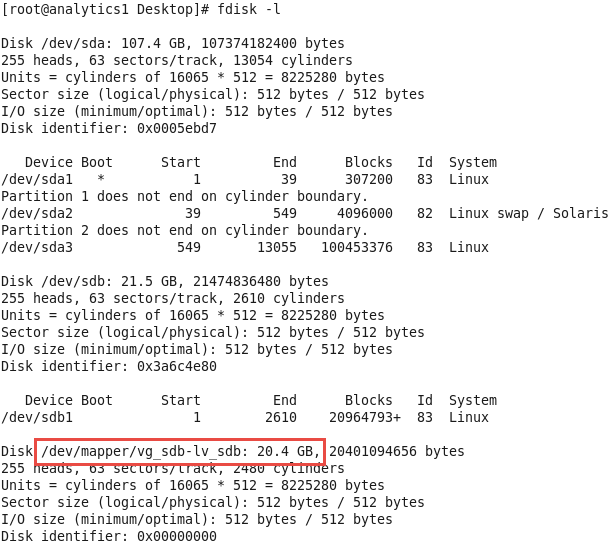 [root@analytics1 Desktop]# fdisk -l

Disk /dev/sda: 107.4 GB, 107374182400 bytes
255 heads, 63 sectors/track, 13054 cylinders
Units = cylinders of 16065 * 512 = 8225280 bytes
Sector size (logical/physical): 512 bytes / 512 bytes
I/O size (minimum/optimal): 512 bytes / 512 bytes
Disk identifier: 0x0005ebd7

   Device Boot      Start         End      Blocks   Id  System
/dev/sda1   *           1          39      307200   83  Linux
Partition 1 does not end on cylinder boundary.
/dev/sda2              39         549     4096000   82  Linux swap / Solaris
Partition 2 does not end on cylinder boundary.
/dev/sda3             549       13055   100453376   83  Linux

Disk /dev/sdb: 21.5 GB, 21474836480 bytes
255 heads, 63 sectors/track, 2610 cylinders
Units = cylinders of 16065 * 512 = 8225280 bytes
Sector size (logical/physical): 512 bytes / 512 bytes
I/O size (minimum/optimal): 512 bytes / 512 bytes
Disk identifier: 0x3a6c4e80

   Device Boot      Start         End      Blocks   Id  System
/dev/sdb1               1        2610    20964793+  83  Linux

Disk /dev/mapper/vg_sdb-lv_sdb: 20.4 GB, 20401094656 bytes
255 heads, 63 sectors/track, 2480 cylinders
Units = cylinders of 16065 * 512 = 8225280 bytes
Sector size (logical/physical): 512 bytes / 512 bytes
I/O size (minimum/optimal): 512 bytes / 512 bytes
Disk identifier: 0x00000000